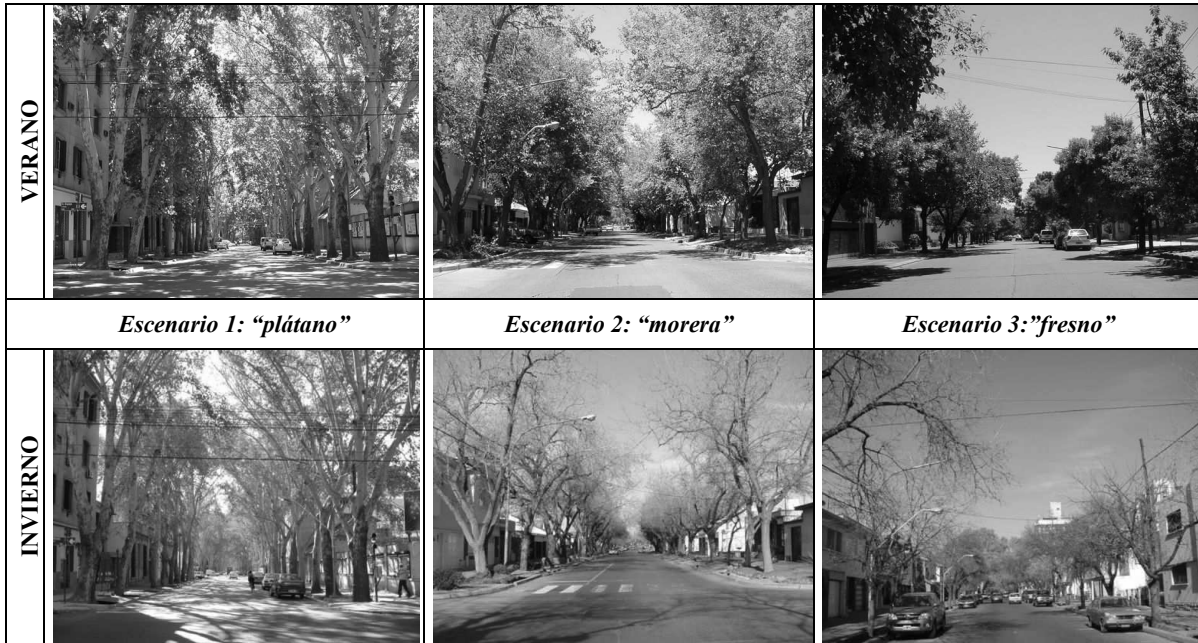 VERANO
Escenario 1: “plátano”
Escenario 2: “morera”
Escenario 3:”fresno”
INVIERNO